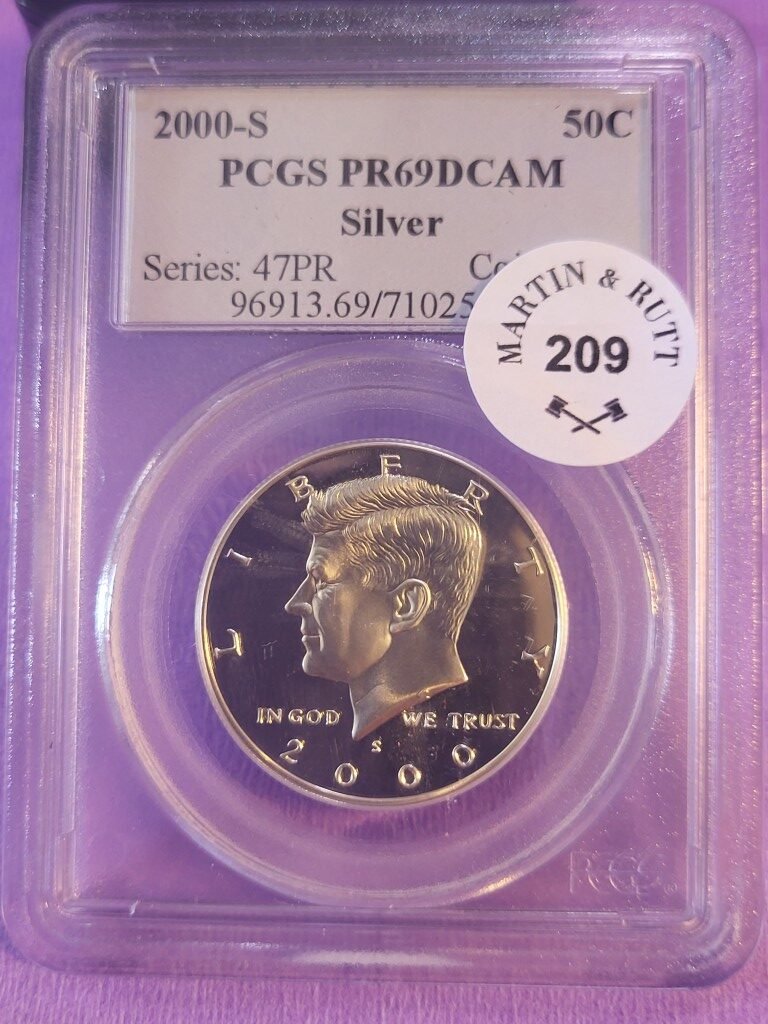 2000-S 50C
PCGS PR69DCAM
Silver
Series: 47PR
96913.69/71025
MARTIN & RUTT
209
LIBERTY
IN GOD WE TRUST
S
2000
PCGS